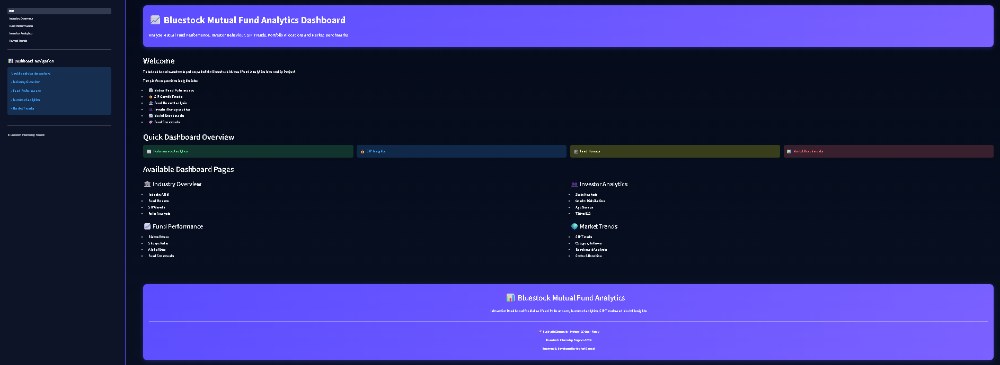 app
Industry Overview
Fund Performance
Investor Analytics
Market Trends
📊 Dashboard Navigation
Use the sidebar to explore:
• Industry Overview
• Fund Performance
• Investor Analytics
• Market Trends
Bluestock Internship Project
📈 Bluestock Mutual Fund Analytics Dashboard
Analyze Mutual Fund Performance, Investor Behaviour, SIP Trends, Portfolio Allocations and Market Benchmarks
Welcome
This dashboard was developed as part of the Bluestock Mutual Fund Analytics Internship Project.
The platform provides insights into:
• 📊 Mutual Fund Performance
• 💰 SIP Growth Trends
• 🏦 Fund House Analysis
• 👥 Investor Demographics
• 📈 Market Benchmarks
• 🎯 Fund Scorecards
Quick Dashboard Overview
📈 Performance Analytics
💰 SIP Insights
🏦 Fund Houses
📊 Market Benchmarks
Available Dashboard Pages
🏦 Industry Overview
• Industry AUM
• Fund Houses
• SIP Growth
• Folio Analysis
📈 Fund Performance
• Risk vs Return
• Sharpe Ratio
• Alpha/Beta
• Fund Scorecards
👥 Investor Analytics
• State Analysis
• Gender Distribution
• Age Groups
• T30 vs B30
🌍 Market Trends
• SIP Trends
• Category Inflows
• Benchmark Analysis
• Sector Allocation
📊 Bluestock Mutual Fund Analytics
Interactive Dashboard for Mutual Fund Performance, Investor Analytics, SIP Trends and Market Insights
🚀 Built with Streamlit • Python • SQLite • Plotly
Bluestock Internship Program
Designed & Developed by